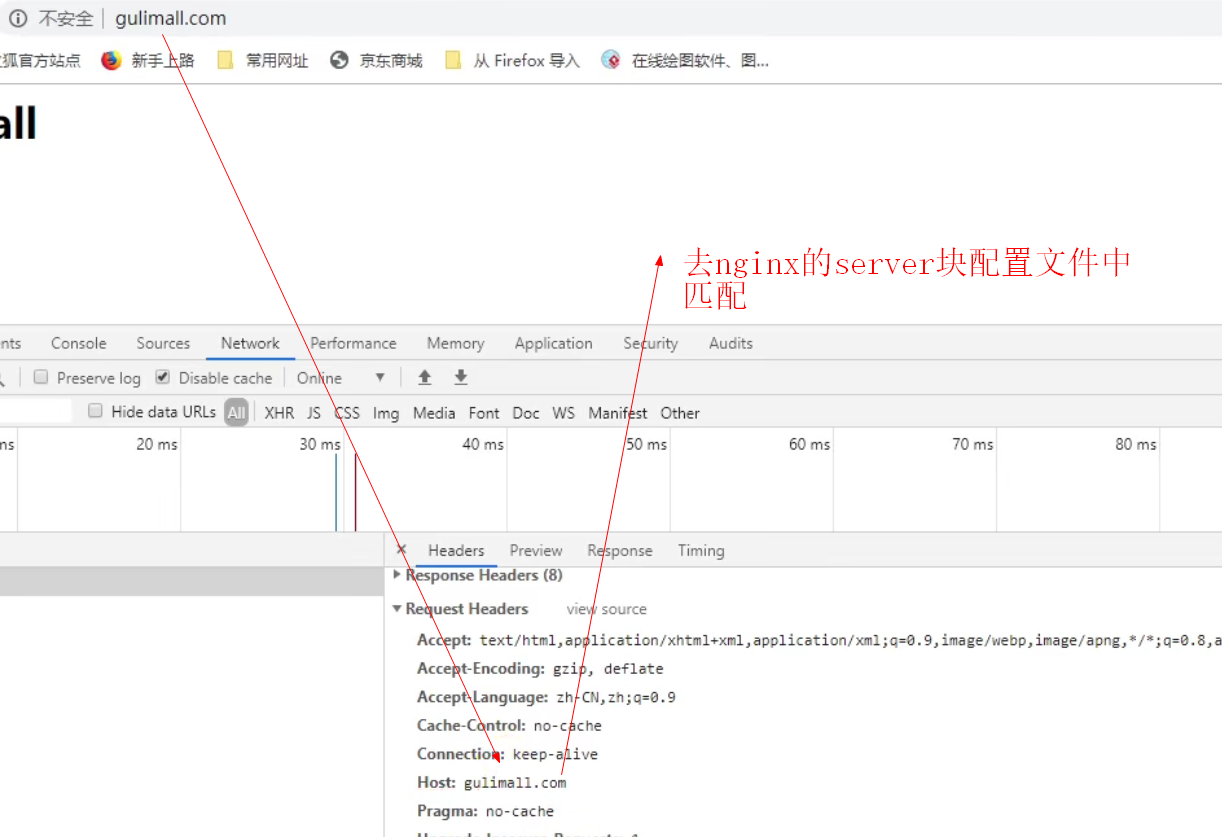 不安全 gulimall.com
狐官方站点 新手上路 常用网址 京东商城 从 Firefox 导入 在线绘图软件、图...
all
去nginx的server块配置文件中
匹配
nts Console Sources Network Performance Memory Application Security Audits
Preserve log Disable cache Online
Hide data URLs All XHR JS CSS Img Media Font Doc WS Manifest Other
ms 20 ms 30 ms 40 ms 50 ms 60 ms 70 ms 80 ms
× Headers Preview Response Timing
Response Headers (8)
Request Headers view source
Accept: text/html,application/xhtml+xml,application/xml;q=0.9,image/webp,image/apng,*/*;q=0.8,a
Accept-Encoding: gzip, deflate
Accept-Language: zh-CN,zh;q=0.9
Cache-Control: no-cache
Connection: keep-alive
Host: gulimall.com
Pragma: no-cache